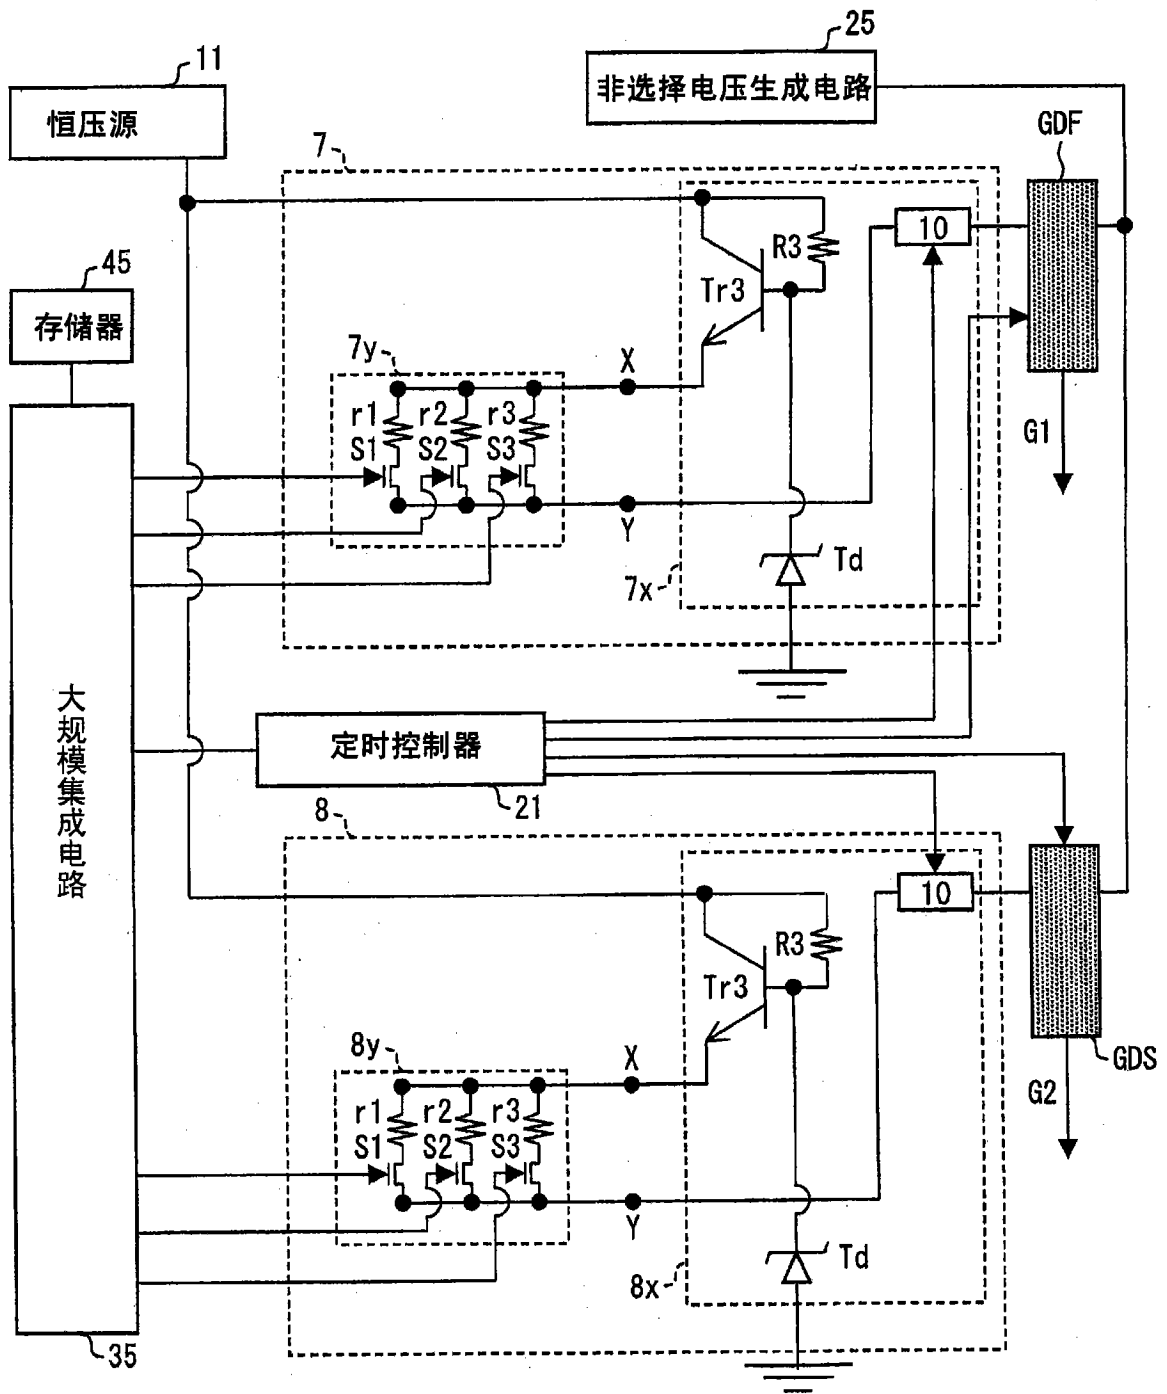 25
11
非选择电压生成电路
恒压源
GDF
7
10
R3
Tr3
45
存储器
7y
X
r1
r2
r3
S1
S2
S3
G1
Y
Td
7x
大规模集成电路
定时控制器
21
8
10
R3
Tr3
GDS
8y
X
G2
r1
r2
r3
S1
S2
S3
Y
Td
8x
35